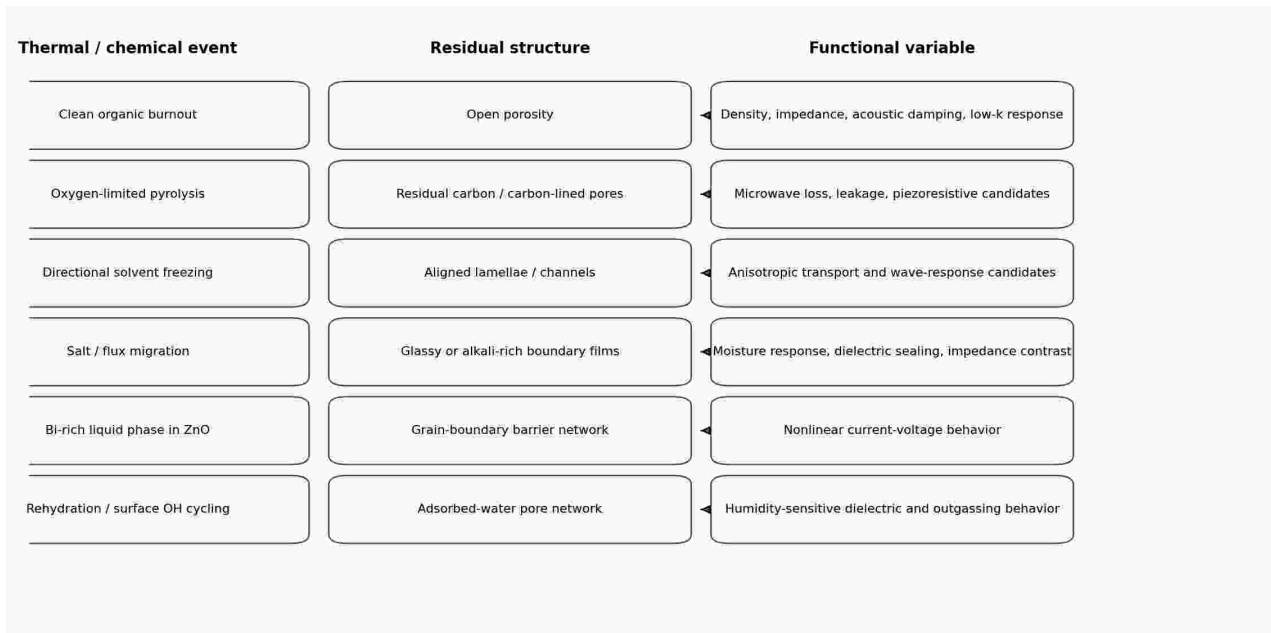 Thermal / chemical event
Residual structure
Functional variable
Clean organic burnout
Open porosity
Density, impedance, acoustic damping, low-k response
Oxygen-limited pyrolysis
Residual carbon / carbon-lined pores
Microwave loss, leakage, piezoresistive candidates
Directional solvent freezing
Aligned lamellae / channels
Anisotropic transport and wave-response candidates
Salt / flux migration
Glassy or alkali-rich boundary films
Moisture response, dielectric sealing, impedance contrast
Bi-rich liquid phase in ZnO
Grain-boundary barrier network
Nonlinear current-voltage behavior
Rehydration / surface OH cycling
Adsorbed-water pore network
Humidity-sensitive dielectric and outgassing behavior